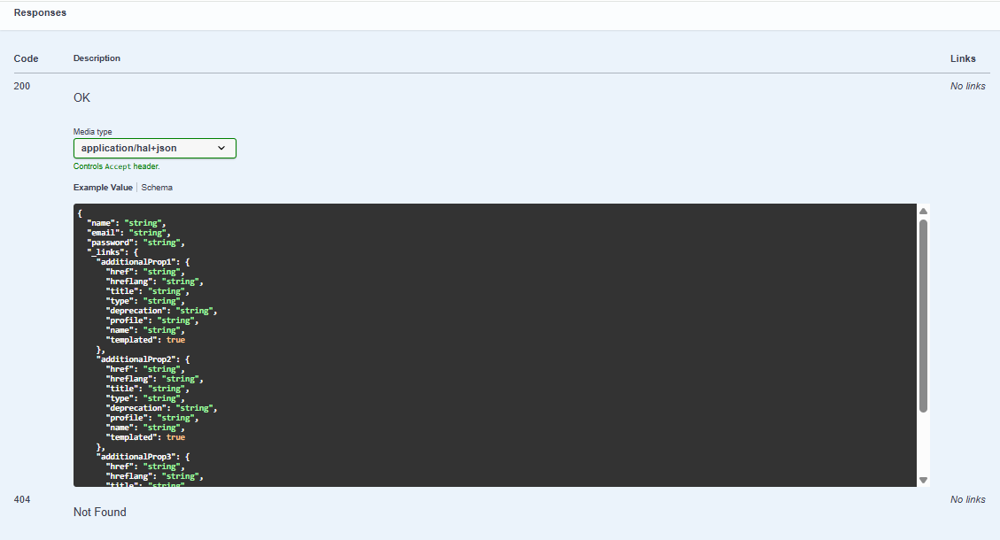 Responses
Code Description Links
200 OK No links
Media type
application/hal+json
Controls Accept header.
Example Value Schema
{
  "name": "string",
  "email": "string",
  "password": "string",
  "_links": {
    "additionalProp1": {
      "href": "string",
      "hreflang": "string",
      "title": "string",
      "type": "string",
      "deprecation": "string",
      "profile": "string",
      "name": "string",
      "templated": true
    },
    "additionalProp2": {
      "href": "string",
      "hreflang": "string",
      "title": "string",
      "type": "string",
      "deprecation": "string",
      "profile": "string",
      "name": "string",
      "templated": true
    },
    "additionalProp3": {
      "href": "string",
      "hreflang": "string",
      "title": "string"
404 Not Found No links